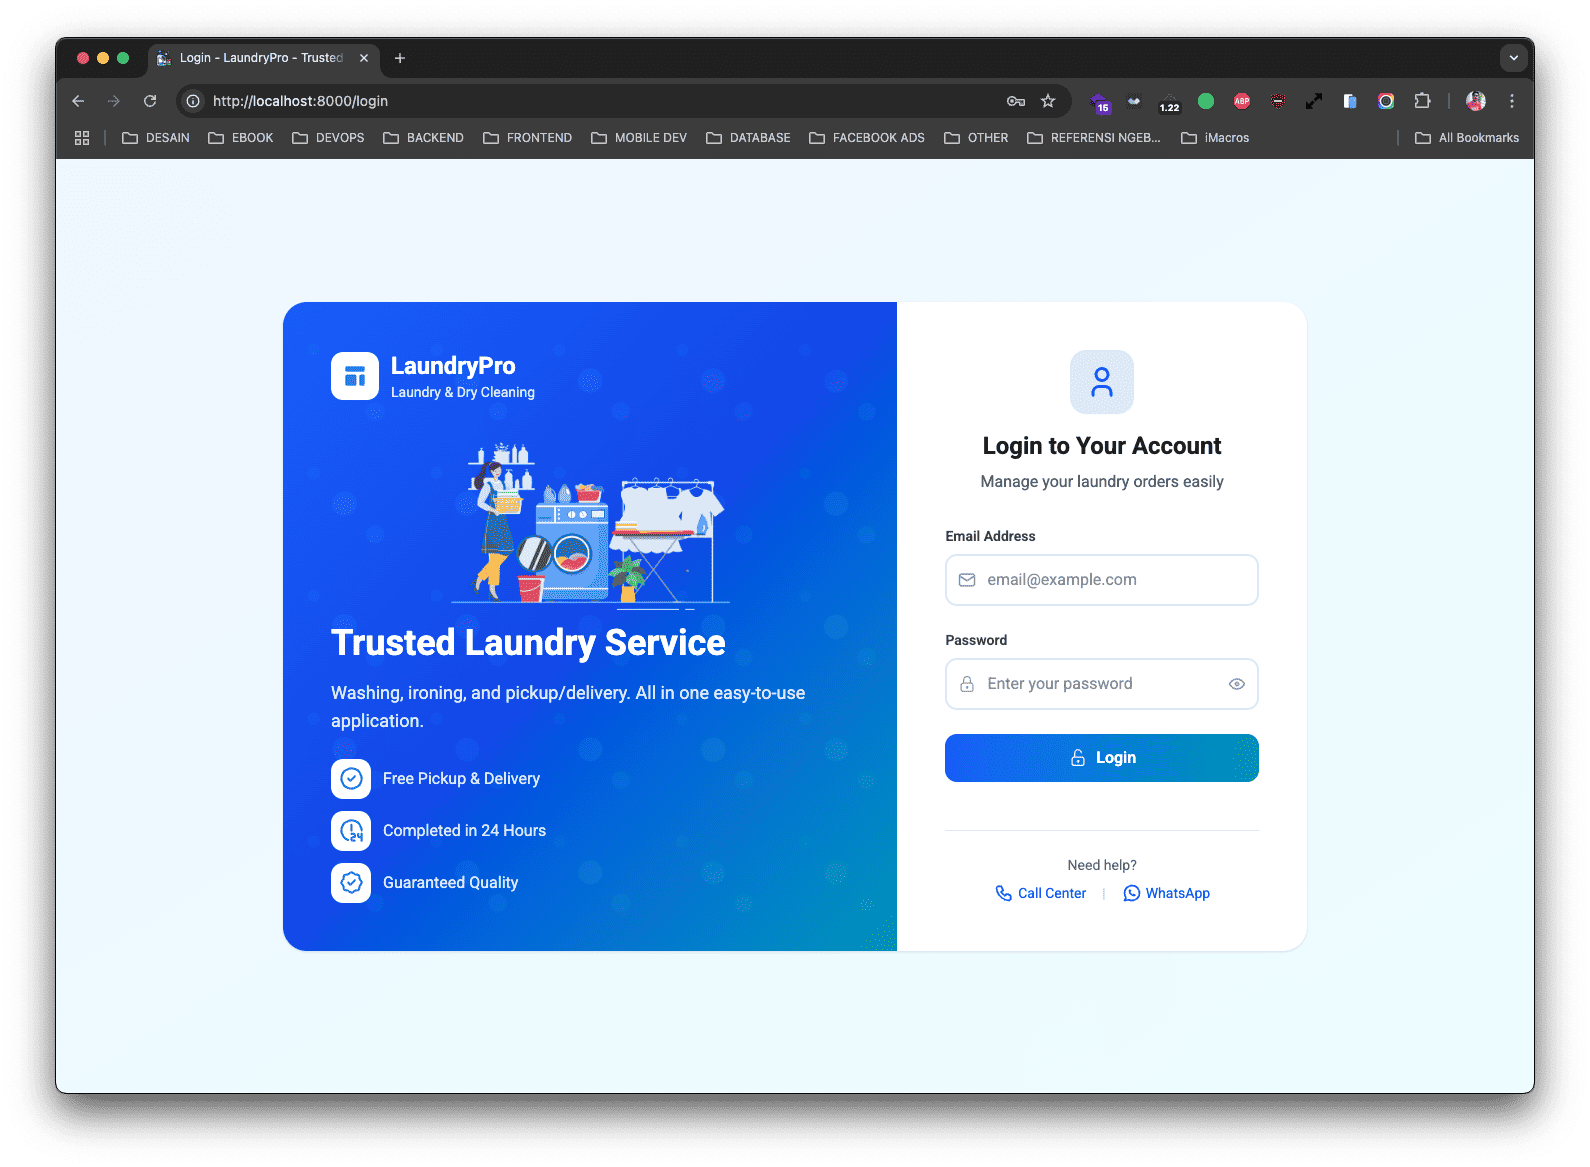 Login - LaundryPro - Trusted
http://localhost:8000/login
15
1.22
ABP
DESAIN
EBOOK
DEVOPS
BACKEND
FRONTEND
MOBILE DEV
DATABASE
FACEBOOK ADS
OTHER
REFERENSI NGEB...
iMacros
All Bookmarks
LaundryPro
Laundry & Dry Cleaning
Trusted Laundry Service
Washing, ironing, and pickup/delivery. All in one easy-to-use
application.
Free Pickup & Delivery
24
Completed in 24 Hours
Guaranteed Quality
Login to Your Account
Manage your laundry orders easily
Email Address
email@example.com
Password
Enter your password
Login
Need help?
Call Center | WhatsApp